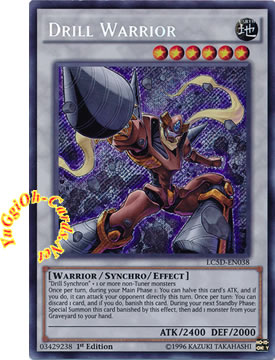 DRILL WARRIOR
EARTH
地
YuGiOh-Cards.Net
LC5D-EN038
[WARRIOR / SYNCHRO / EFFECT]
"Drill Synchron" + 1 or more non-Tuner monsters
Once per turn, during your Main Phase 1: You can halve this card's ATK, and if
you do, it can attack your opponent directly this turn. Once per turn: You can
discard 1 card, and if you do, banish this card. During your next Standby Phase:
Special Summon this card banished by this effect, then add 1 monster from your
Graveyard to your hand.
ATK/2400 DEF/2000
03429238 1st Edition ©1996 KAZUKI TAKAHASHI